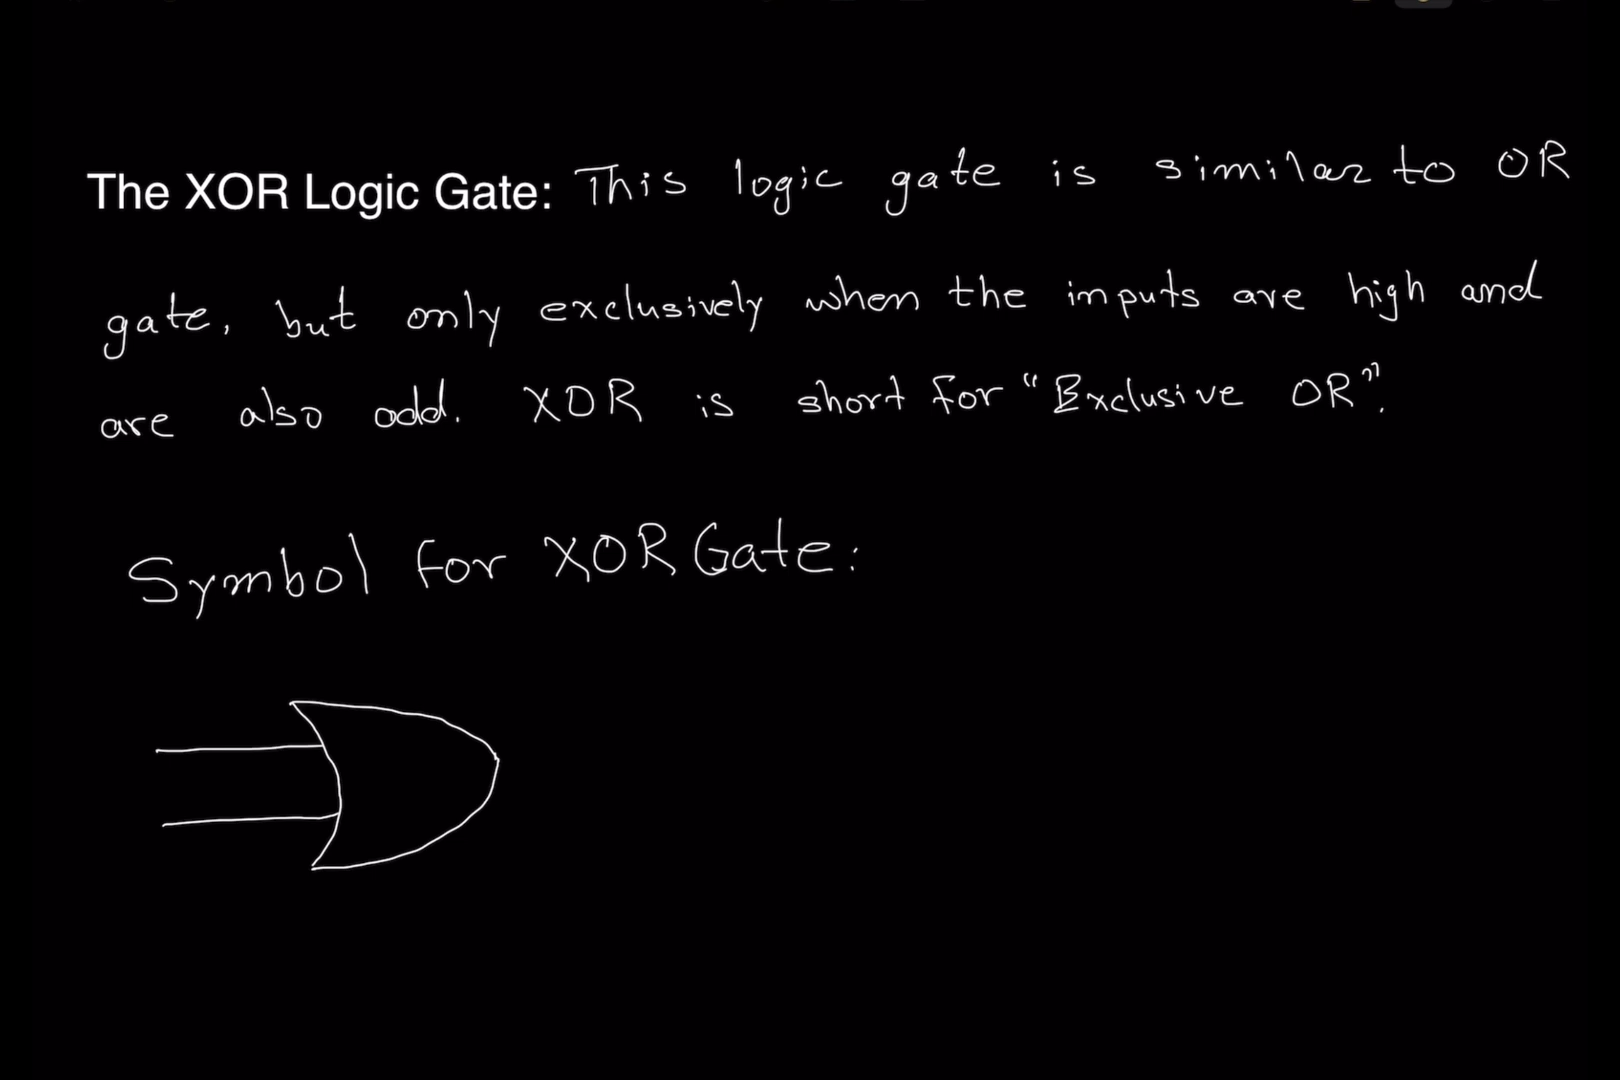 The XOR Logic Gate: This logic gate is similar to OR
gate, but only exclusively when the inputs are high and
are also odd. XOR is short for "Exclusive OR".
Symbol for XOR Gate: